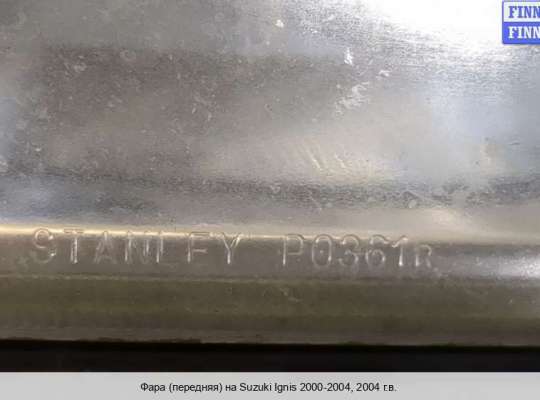 FINN
FINN
STANLEY P0361R
Фара (передняя) на Suzuki Ignis 2000-2004, 2004 г.в.